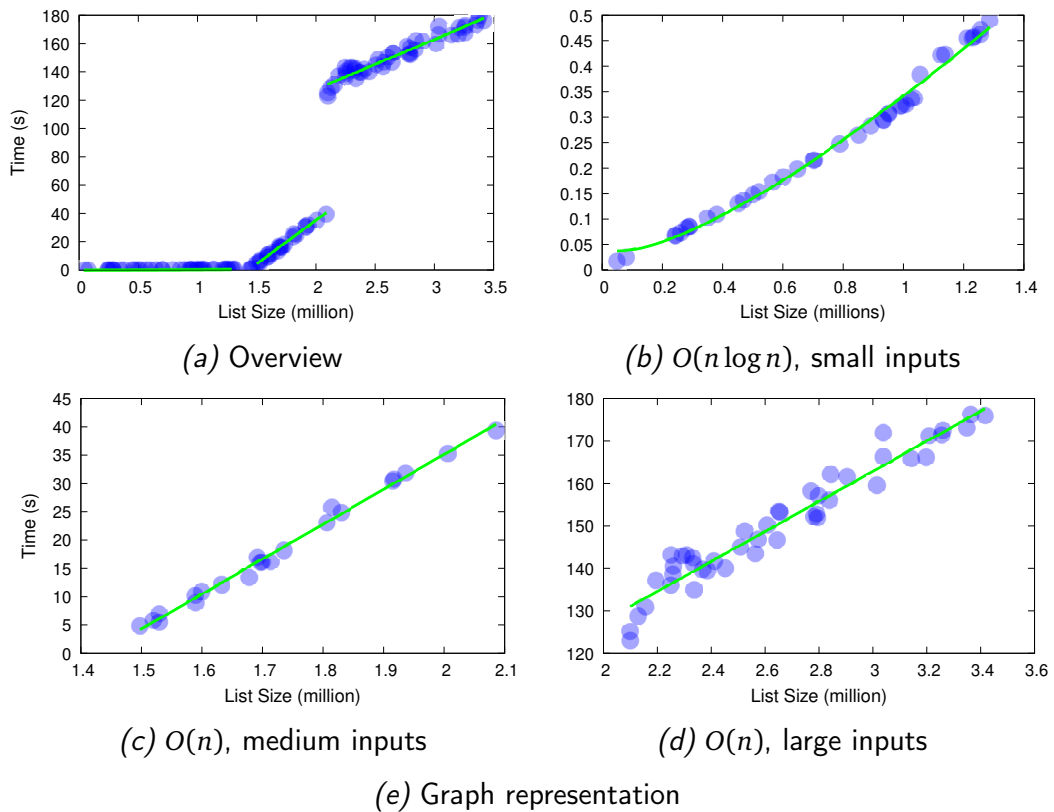 180
160
140
120
100
80
60
40
20
0
Time (s)
0 0.5 1 1.5 2 2.5 3 3.5
List Size (million)
(a) Overview
0.5
0.45
0.4
0.35
0.3
0.25
0.2
0.15
0.1
0.05
0
0 0.2 0.4 0.6 0.8 1 1.2 1.4
List Size (millions)
(b) O(n log n), small inputs
45
40
35
30
25
20
15
10
5
0
Time (s)
1.4 1.5 1.6 1.7 1.8 1.9 2 2.1
List Size (million)
(c) O(n), medium inputs
180
170
160
150
140
130
120
2 2.2 2.4 2.6 2.8 3 3.2 3.4 3.6
List Size (million)
(d) O(n), large inputs
(e) Graph representation